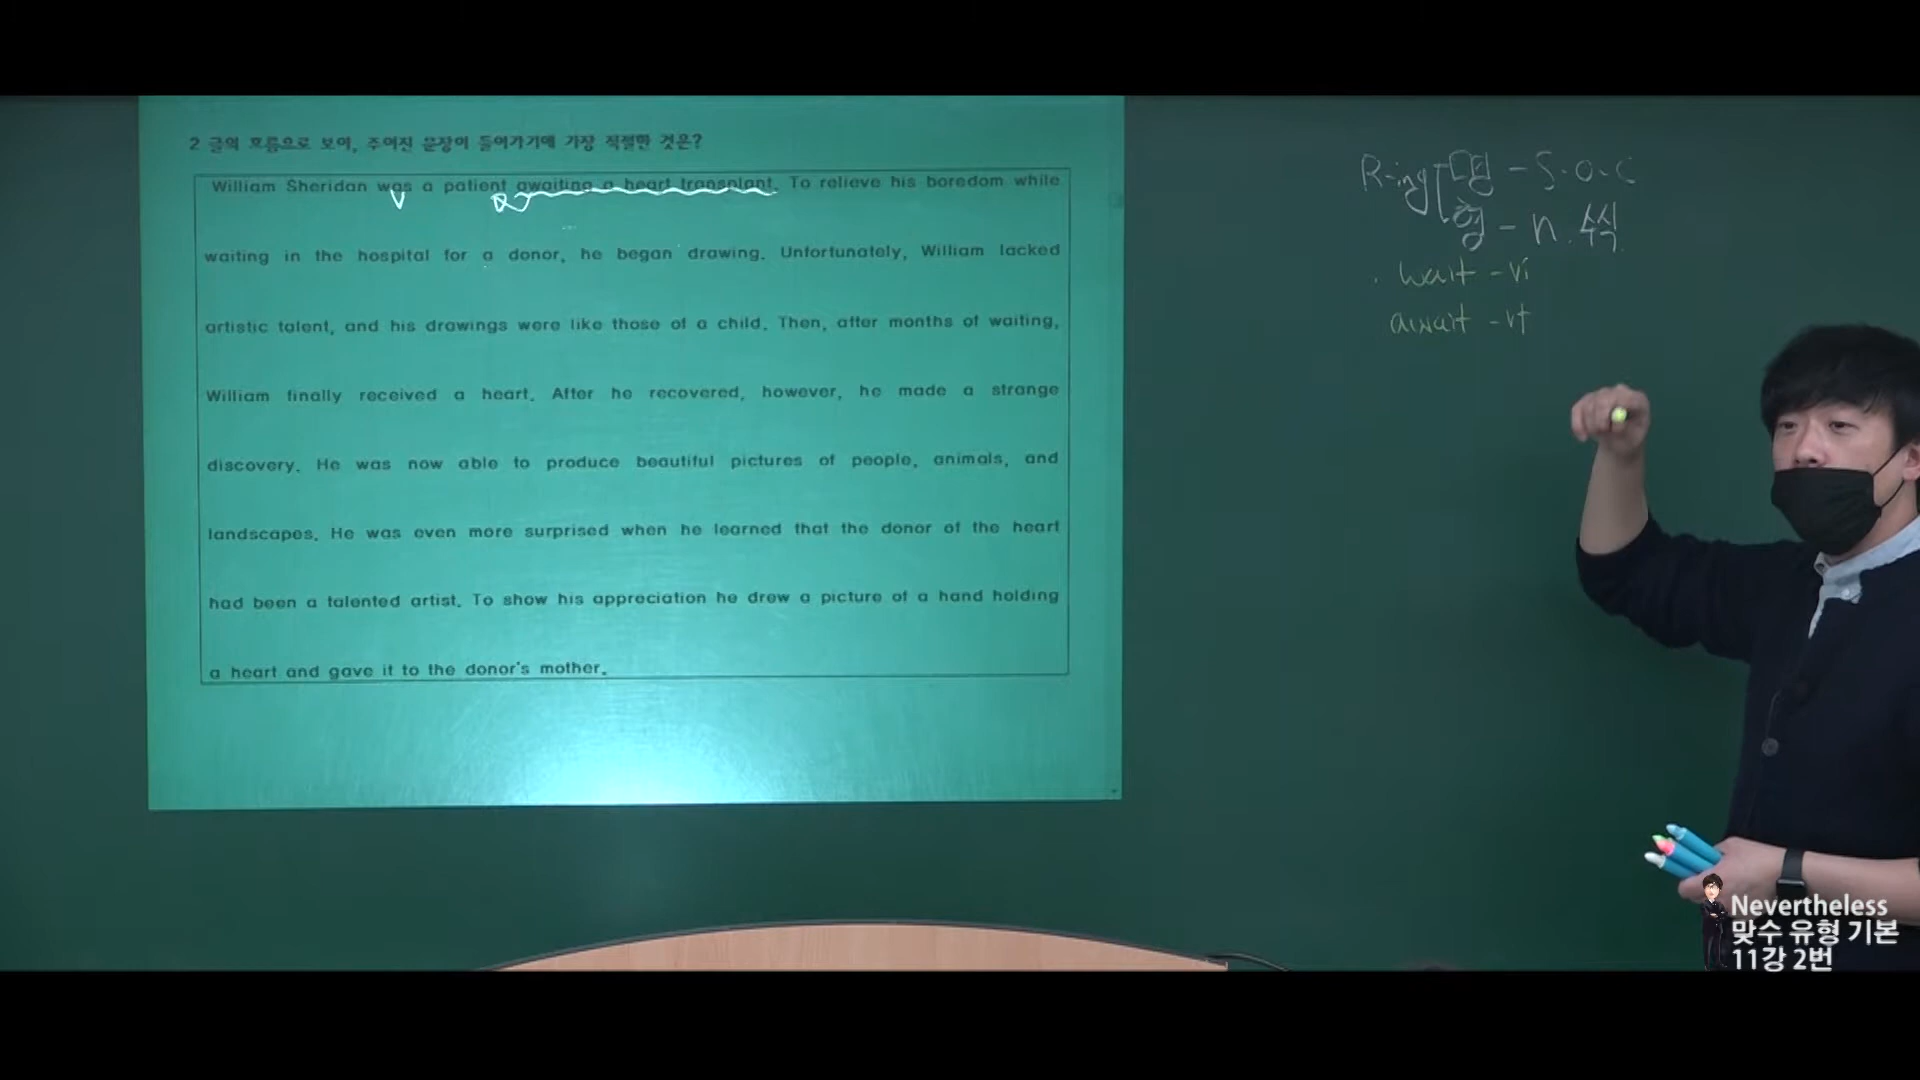 2 글의 흐름으로 보아, 주어진 문장이 들어가기에 가장 적절한 것은?
William Sheridan was a patient awaiting a heart transplant. To relieve his boredom while
waiting in the hospital for a donor, he began drawing. Unfortunately, William lacked
artistic talent, and his drawings were like those of a child. Then, after months of waiting,
William finally received a heart. After he recovered, however, he made a strange
discovery. He was now able to produce beautiful pictures of people, animals, and
landscapes. He was even more surprised when he learned that the donor of the heart
had been a talented artist. To show his appreciation he drew a picture of a hand holding
a heart and gave it to the donor's mother.
V
R-ing 명 - S.O.C
형 - n. 수식
wait - vi
await - vt
Nevertheless
맞수 유형 기본
11강 2번